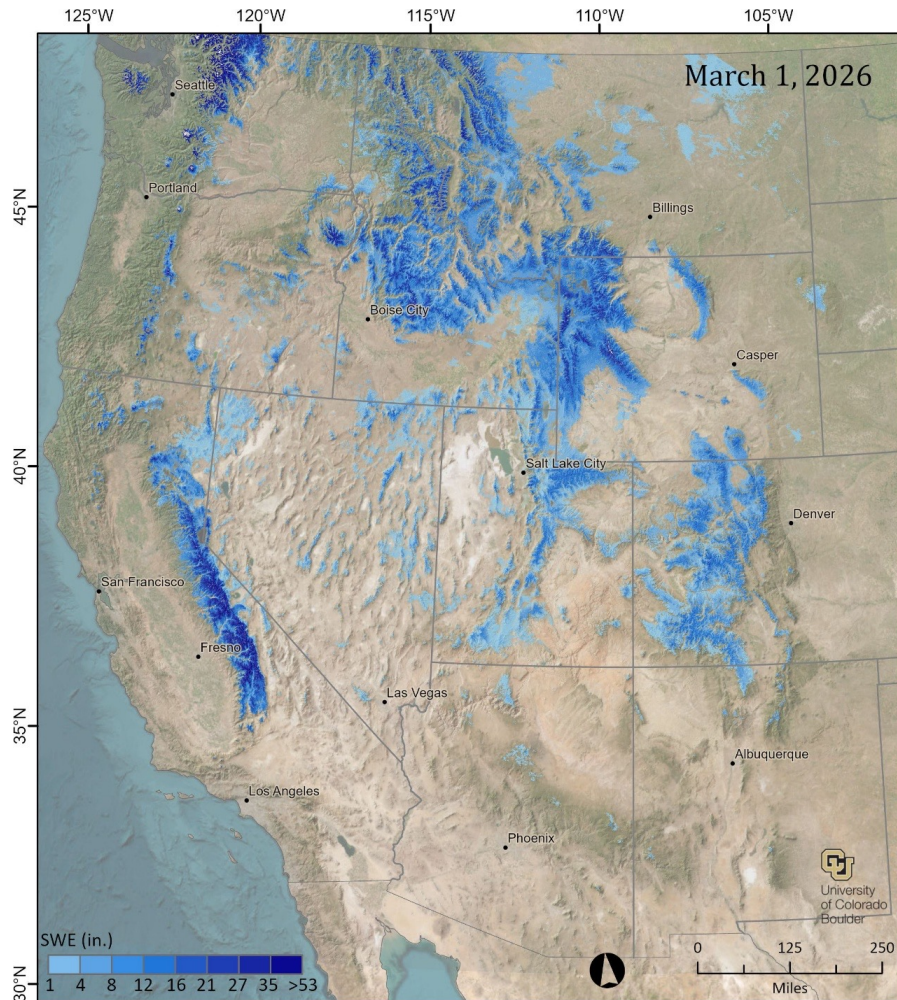 125°W 120°W 115°W 110°W 105°W
March 1, 2026
Seattle
Portland
45°N
Billings
Boise City
Casper
40°N
Salt Lake City
Denver
San Francisco
Fresno
Las Vegas
35°N
Albuquerque
Los Angeles
Phoenix
CU
University
of Colorado
Boulder
SWE (in.)
1 4 8 12 16 21 27 35 >53
0 125 250
Miles
30°N